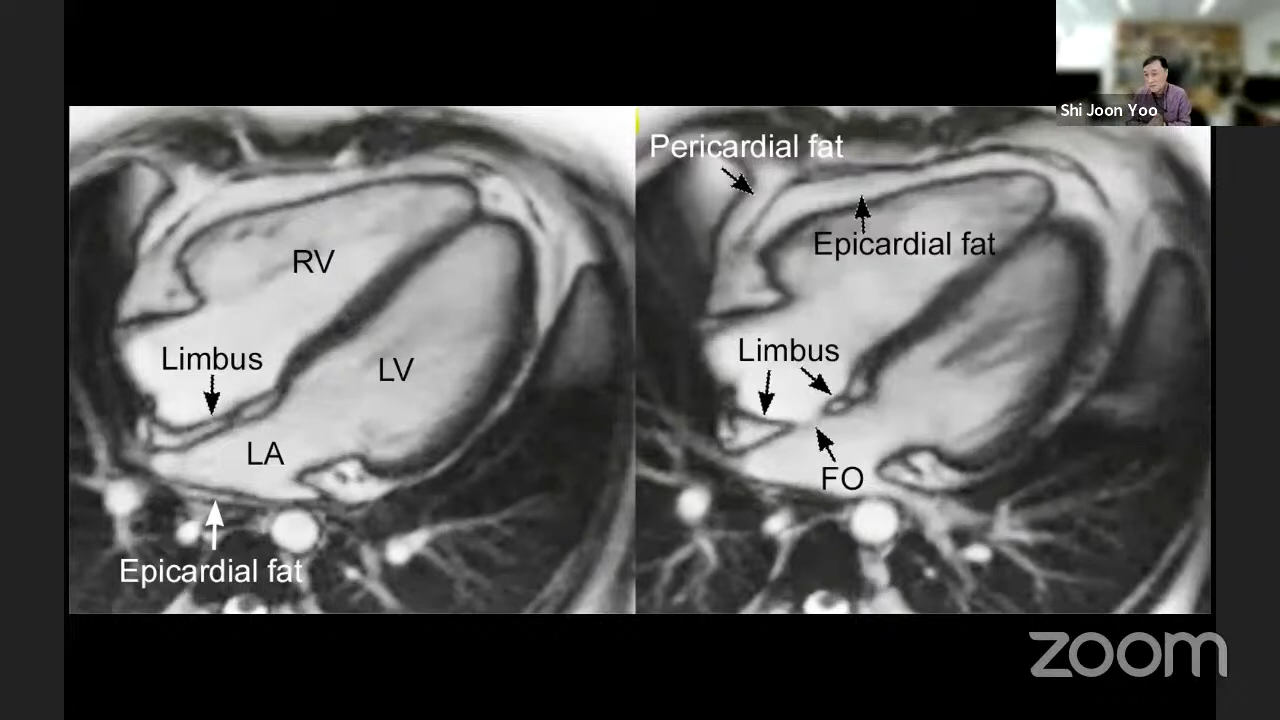 Shi Joon Yoo
RV
Limbus
LV
LA
Epicardial fat
Pericardial fat
Epicardial fat
Limbus
FO
zoom